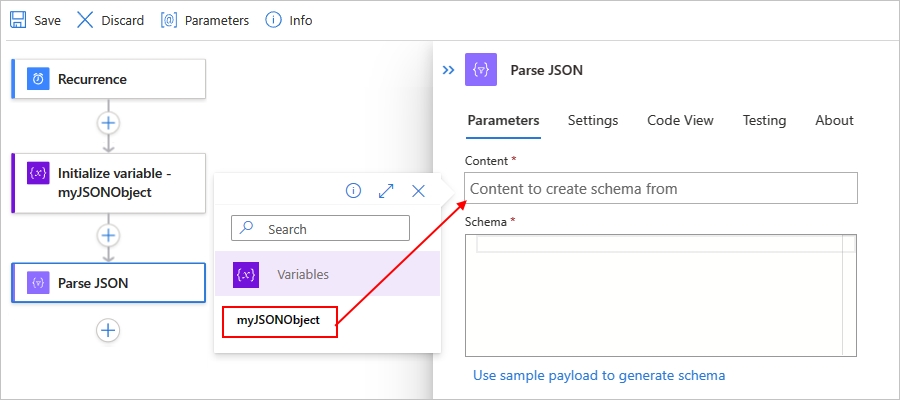 Save
Discard
[@] Parameters
Info
Recurrence
{x} Initialize variable -
myJSONObject
Parse JSON
Search
{x} Variables
myJSONObject
Parse JSON
Parameters
Settings
Code View
Testing
About
Content *
Content to create schema from
Schema *
Use sample payload to generate schema